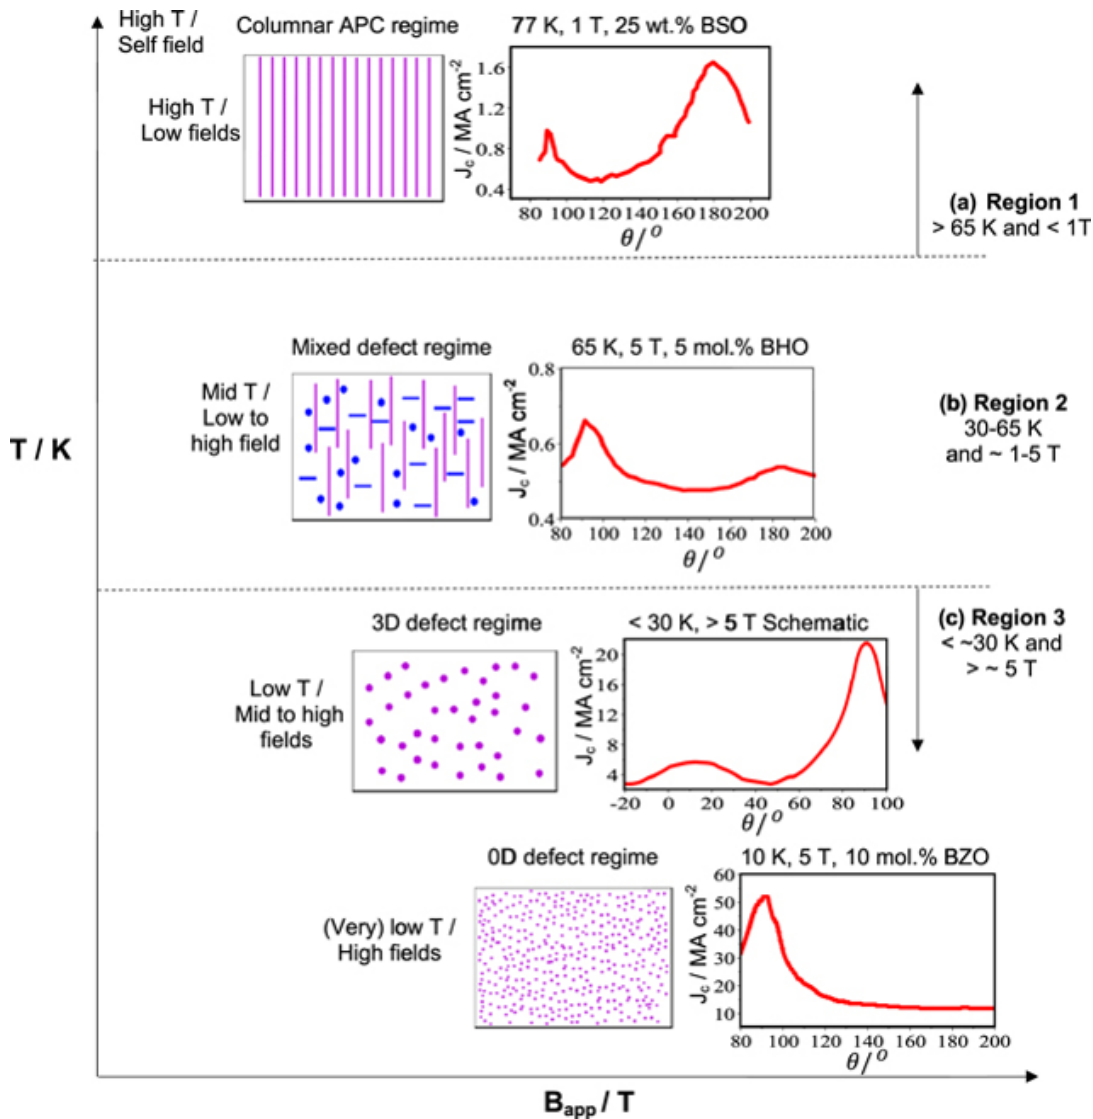 High T /
Self field
Columnar APC regime
77 K, 1 T, 25 wt.% BSO
High T /
Low fields
J_c / MA cm^-2
1.6
1.2
0.8
0.4
80 100 120 140 160 180 200
θ/°
(a) Region 1
> 65 K and < 1T
Mixed defect regime
65 K, 5 T, 5 mol.% BHO
Mid T /
Low to
high field
J_c / MA cm^-2
0.8
0.6
0.4
80 100 120 140 160 180 200
θ/°
(b) Region 2
30-65 K
and ~ 1-5 T
T / K
3D defect regime
< 30 K, > 5 T Schematic
Low T /
Mid to high
fields
J_c / MA cm^-2
20
16
12
8
4
-20 0 20 40 60 80 100
θ/°
(c) Region 3
< ~30 K and
> ~ 5 T
0D defect regime
10 K, 5 T, 10 mol.% BZO
(Very) low T /
High fields
J_c / MA cm^-2
60
50
40
30
20
10
80 100 120 140 160 180 200
θ/°
B_app / T